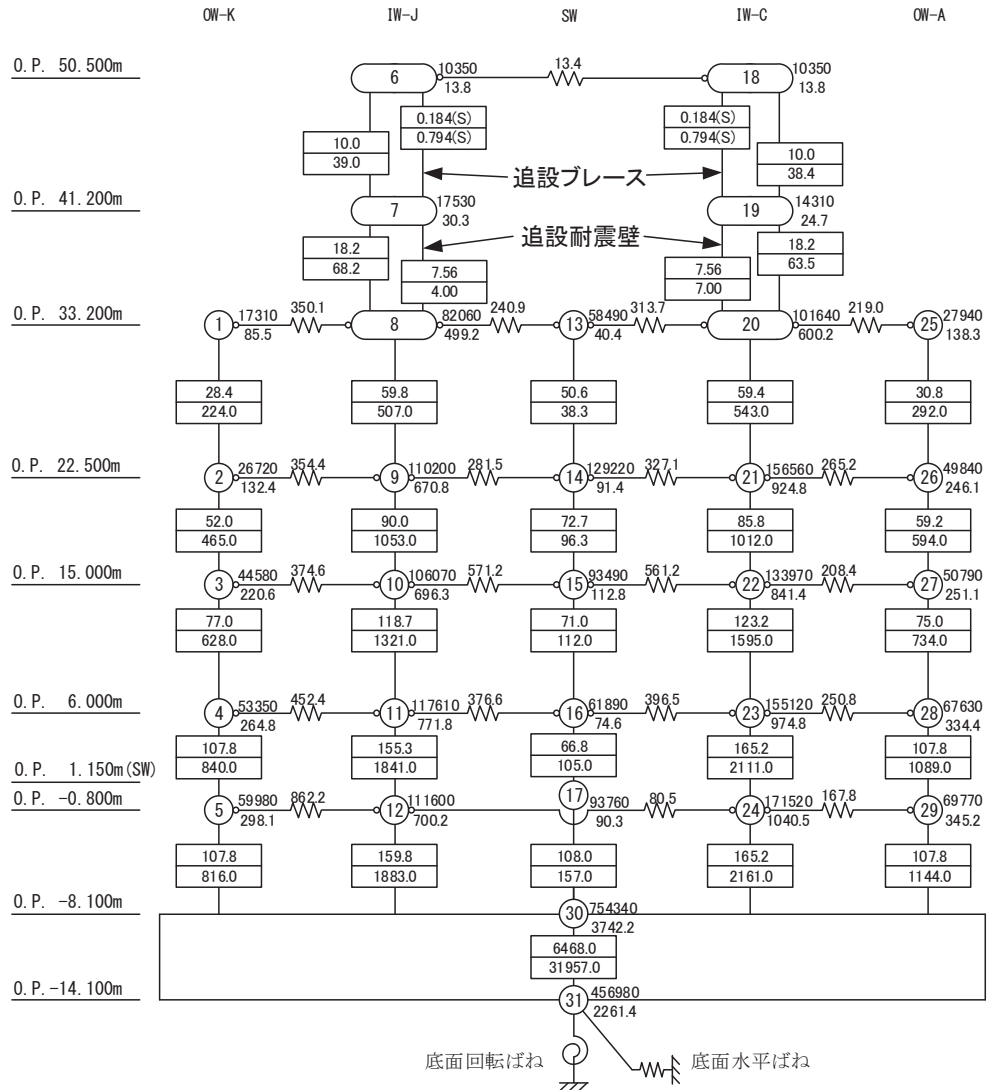 OW-K IW-J SW IW-C OW-A
O.P. 50.500m 6 10350 13.8 13.4 18 10350 13.8
0.184(S) 0.184(S)
10.0 0.794(S) 0.794(S) 10.0
39.0 38.4
追設ブレース
O.P. 41.200m 7 17530 30.3 19 14310 24.7
追設耐震壁
18.2 18.2
68.2 7.56 7.56 63.5
4.00 7.00
O.P. 33.200m 1 17310 350.1 8 82060 240.9 13 58490 313.7 20 101640 219.0 25 27940
85.5 499.2 40.4 600.2 138.3
28.4 59.8 50.6 59.4 30.8
224.0 507.0 38.3 543.0 292.0
O.P. 22.500m 2 26720 354.4 9 110200 281.5 14 129220 327.1 21 156560 265.2 26 49840
132.4 670.8 91.4 924.8 246.1
52.0 90.0 72.7 85.8 59.2
465.0 1053.0 96.3 1012.0 594.0
O.P. 15.000m 3 44580 374.6 10 106070 571.2 15 93490 561.2 22 133970 208.4 27 50790
220.6 696.3 112.8 841.4 251.1
77.0 118.7 71.0 123.2 75.0
628.0 1321.0 112.0 1595.0 734.0
O.P. 6.000m 4 53350 452.4 11 117610 376.6 16 61890 396.5 23 155120 250.8 28 67630
264.8 771.8 74.6 974.8 334.4
107.8 155.3 66.8 165.2 107.8
840.0 1841.0 105.0 2111.0 1089.0
O.P. 1.150m(SW)
O.P. -0.800m 5 59980 862.2 12 111600 17 93760 80.5 24 171520 167.8 29 69770
298.1 700.2 90.3 1040.5 345.2
107.8 159.8 108.0 165.2 107.8
816.0 1883.0 157.0 2161.0 1144.0
O.P. -8.100m 30 754340
3742.2
6468.0
31957.0
O.P.-14.100m 31 456980
2261.4
底面回転ばね 底面水平ばね